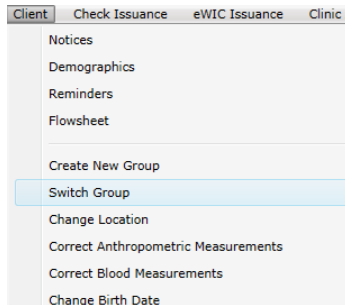 Client Check Issuance eWIC Issuance Clinic
Notices
Demographics
Reminders
Flowsheet
Create New Group
Switch Group
Change Location
Correct Anthropometric Measurements
Correct Blood Measurements
Change Birth Date